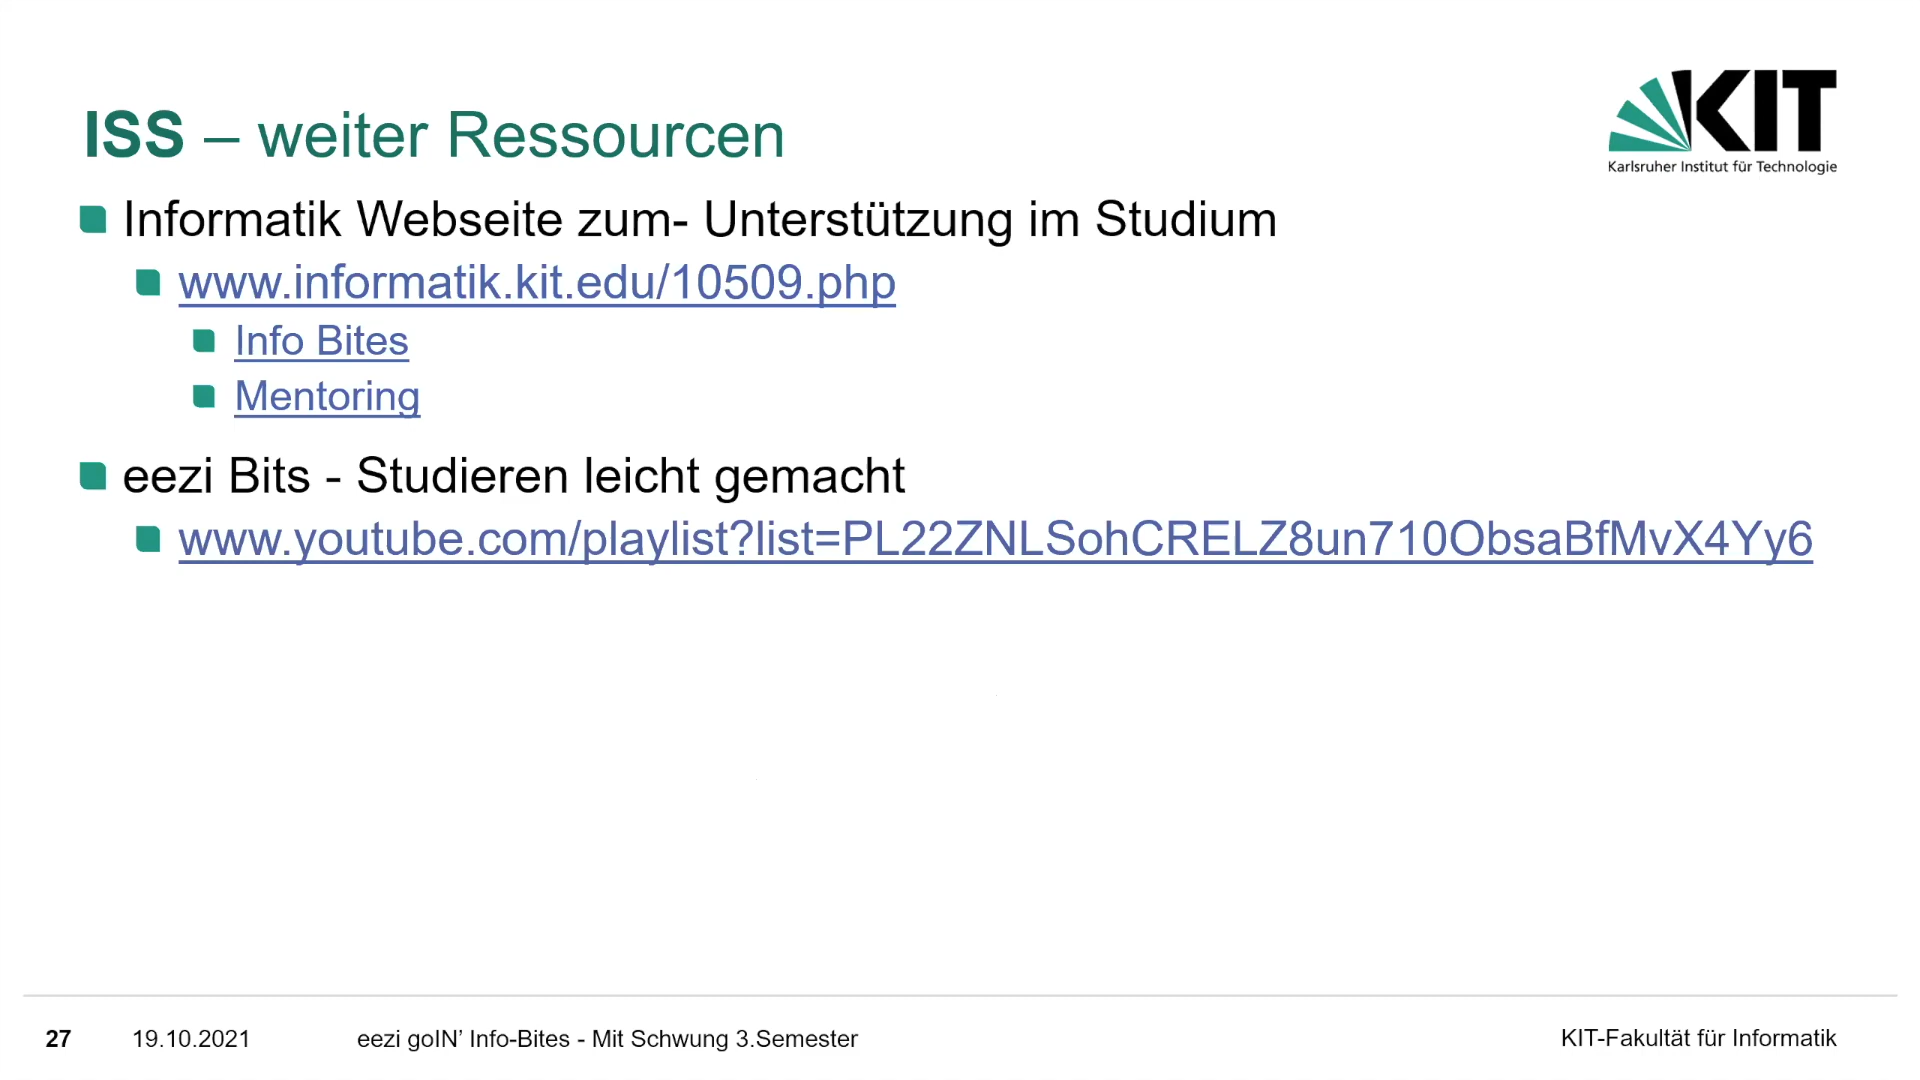 ISS – weiter Ressourcen
KIT
Karlsruher Institut für Technologie
Informatik Webseite zum- Unterstützung im Studium
www.informatik.kit.edu/10509.php
Info Bites
Mentoring
eezi Bits - Studieren leicht gemacht
www.youtube.com/playlist?list=PL22ZNLSohCRELZ8un710ObsaBfMvX4Yy6
27 19.10.2021 eezi goIN’ Info-Bites - Mit Schwung 3.Semester KIT-Fakultät für Informatik